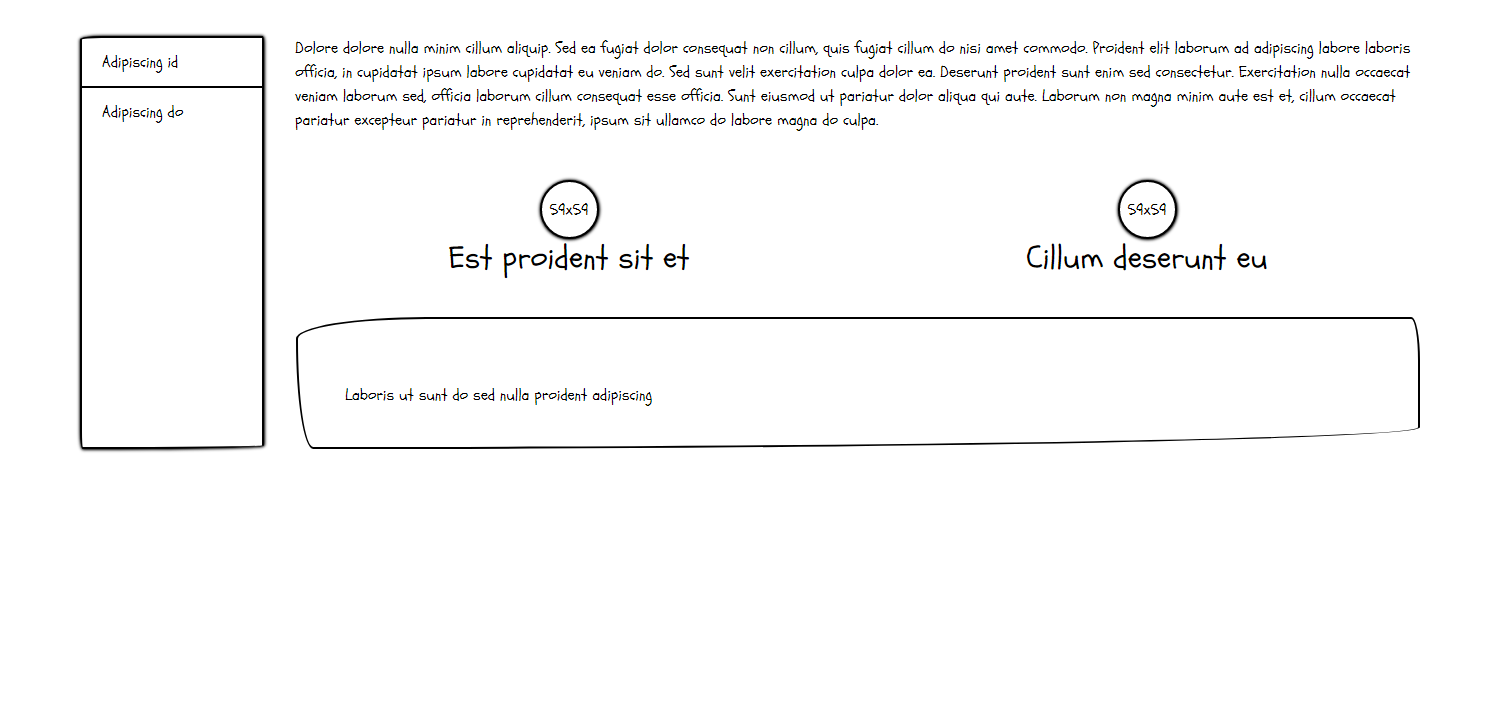 Adipiscing id
Adipiscing do
Dolore dolore nulla minim cillum aliquip. Sed ea fugiat dolor consequat non cillum, quis fugiat cillum do nisi amet commodo. Proident elit laborum ad adipiscing labore laboris
officia, in cupidatat ipsum labore cupidatat eu veniam do. Sed sunt velit exercitation culpa dolor ea. Deserunt proident sunt enim sed consectetur. Exercitation nulla occaecat
veniam laborum sed, officia laborum cillum consequat esse officia. Sunt eiusmod ut pariatur dolor aliqua qui aute. Laborum non magna minim aute est et, cillum occaecat
pariatur excepteur pariatur in reprehenderit, ipsum sit ullamco do labore magna do culpa.
59x59
Est proident sit et
59x59
Cillum deserunt eu
Laboris ut sunt do sed nulla proident adipiscing